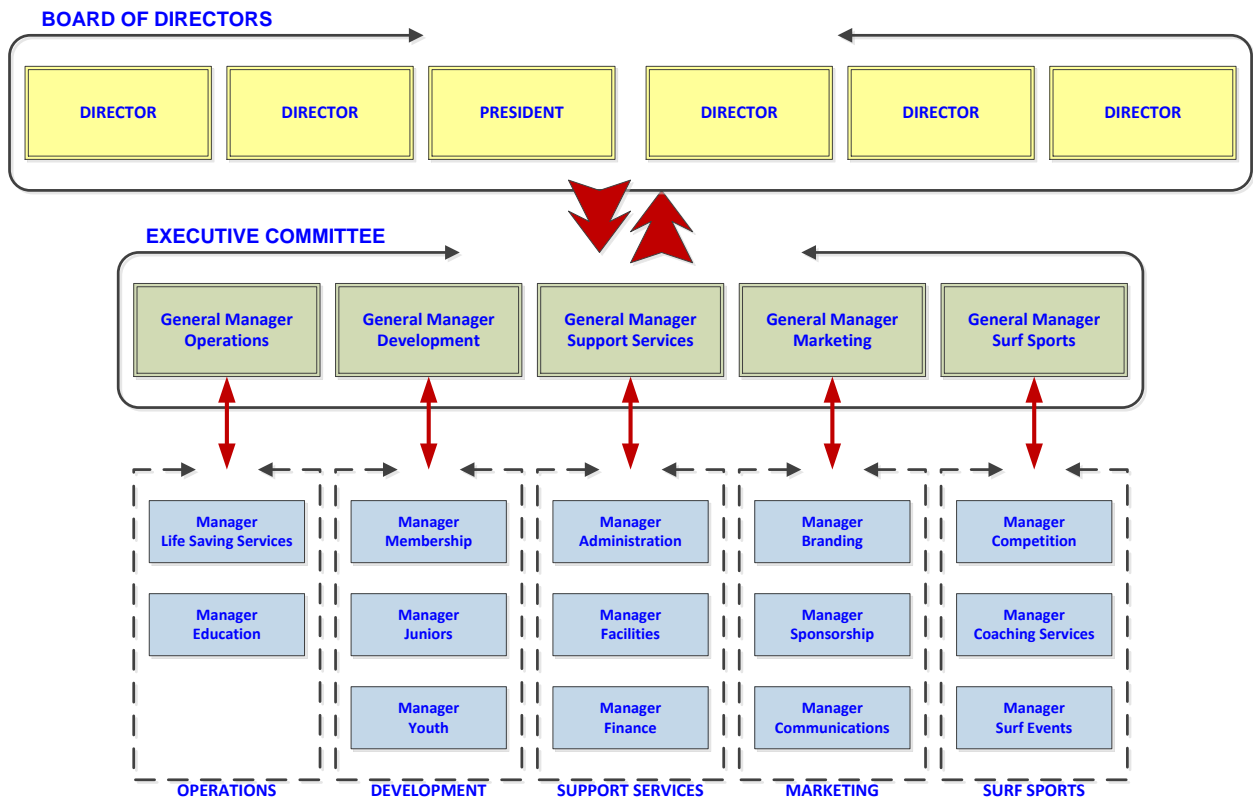 BOARD OF DIRECTORS
DIRECTOR
DIRECTOR
PRESIDENT
DIRECTOR
DIRECTOR
DIRECTOR
EXECUTIVE COMMITTEE
General Manager
Operations
General Manager
Development
General Manager
Support Services
General Manager
Marketing
General Manager
Surf Sports
Manager
Life Saving Services
Manager
Membership
Manager
Administration
Manager
Branding
Manager
Competition
Manager
Education
Manager
Juniors
Manager
Facilities
Manager
Sponsorship
Manager
Coaching Services
Manager
Youth
Manager
Finance
Manager
Communications
Manager
Surf Events
OPERATIONS
DEVELOPMENT
SUPPORT SERVICES
MARKETING
SURF SPORTS